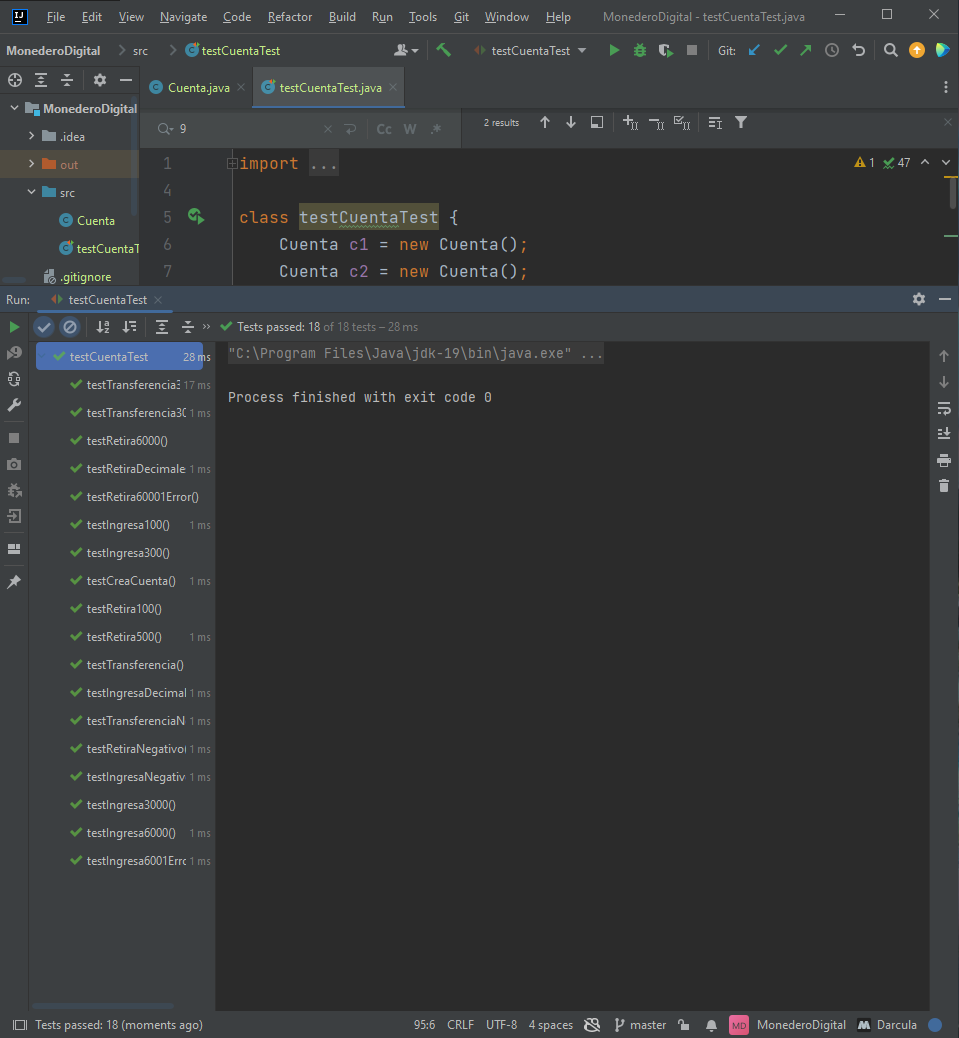 File Edit View Navigate Code Refactor Build Run Tools Git Window Help MonederoDigital - testCuentaTest.java
MonederoDigital src testCuentaTest testCuentaTest Git:
Cuenta.java testCuentaTest.java
MonederoDigital
.idea
out
src
Cuenta
testCuentaT
.gitignore
9 Cc W .* 2 results
1 import ... 1 47
4
5 class testCuentaTest {
6 Cuenta c1 = new Cuenta();
7 Cuenta c2 = new Cuenta();
Run: testCuentaTest
Tests passed: 18 of 18 tests – 28 ms
testCuentaTest 28 ms
testTransferencia3 17 ms
testTransferencia30 1 ms
testRetira6000()
testRetiraDecimale 1 ms
testRetira60001Error()
testIngresa100() 1 ms
testIngresa300()
testCreaCuenta() 1 ms
testRetira100()
testRetira500() 1 ms
testTransferencia()
testIngresaDecimal 1 ms
testTransferenciaN 1 ms
testRetiraNegativo( 1 ms
testIngresaNegativ 1 ms
testIngresa3000()
testIngresa6000() 1 ms
testIngresa6001Erro 1 ms
"C:\Program Files\Java\jdk-19\bin\java.exe" ...
Process finished with exit code 0
Tests passed: 18 (moments ago) 95:6 CRLF UTF-8 4 spaces master MD MonederoDigital Darcula